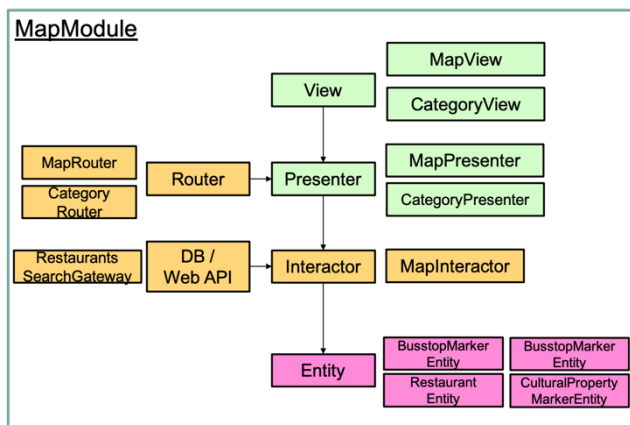 MapModule
MapView
View
CategoryView
MapRouter
Router
Presenter
MapPresenter
Category
Router
CategoryPresenter
Restaurants
SearchGateway
DB /
Web API
Interactor
MapInteractor
Entity
BusstopMarker
Entity
BusstopMarker
Entity
Restaurant
Entity
CulturalProperty
MarkerEntity